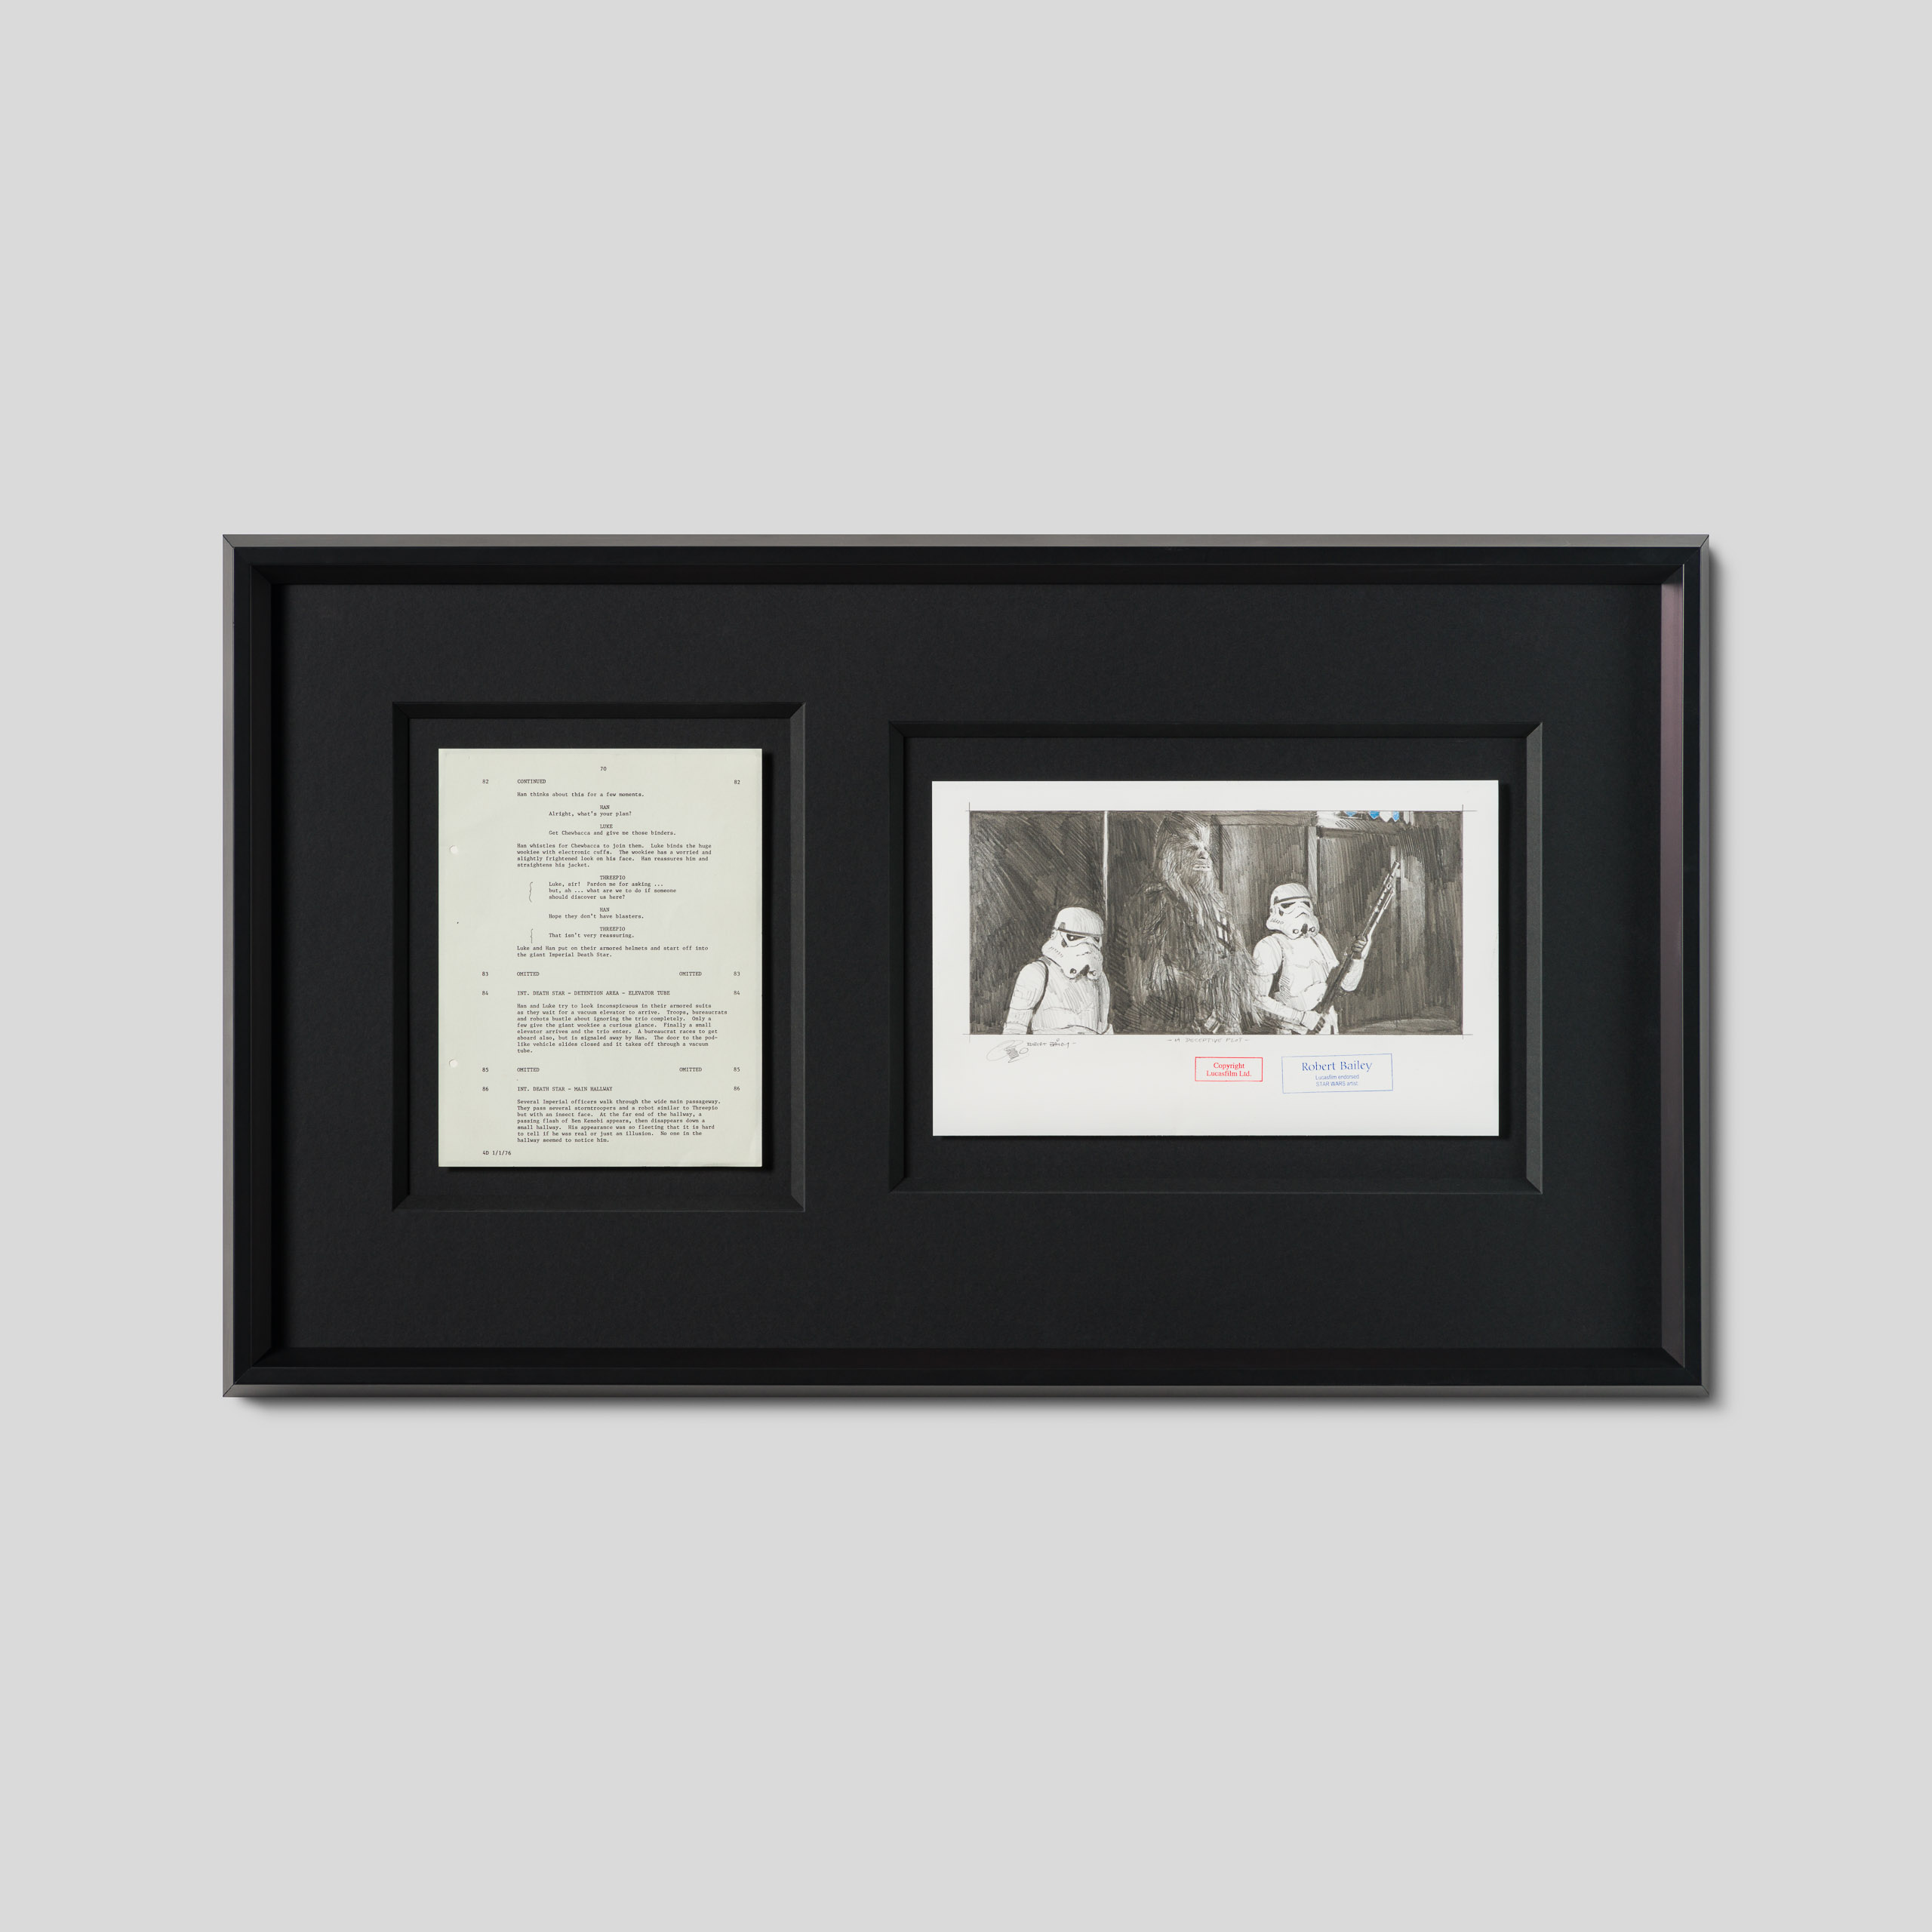 70
82 CONTINUED 82
Han thinks about this for a few moments.
HAN
Alright, what's your plan?
LUKE
Get Chewbacca and give me those binders.
Han whistles for Chewbacca to join them. Luke binds the huge
wookiee with electronic cuffs. The wookiee has a worried and
slightly frightened look on his face. Han reassures him and
straightens his jacket.
THREEPIO
Luke, sir! Pardon me for asking ...
but, ah ... what are we to do if someone
should discover us here?
HAN
Hope they don't have blasters.
THREEPIO
That isn't very reassuring.
Luke and Han put on their armored helmets and start off into
the giant Imperial Death Star.
83 OMITTED OMITTED 83
84 INT. DEATH STAR - DETENTION AREA - ELEVATOR TUBE 84
Han and Luke try to look inconspicuous in their armored suits
as they wait for a vacuum elevator to arrive. Troops, bureaucrats
and robots bustle about ignoring the trio completely. Only a
few give the giant wookiee a curious glance. Finally a small
elevator arrives and the trio enter. A bureaucrat races to get
aboard also, but is signaled away by Han. The door to the pod-
like vehicle slides closed and it takes off through a vacuum
tube.
85 OMITTED OMITTED 85
86 INT. DEATH STAR - MAIN HALLWAY 86
Several Imperial officers walk through the wide main passageway.
They pass several stormtroopers and a robot similar to Threepio
but with an insect face. At the far end of the hallway, a
passing flash of Ben Kenobi appears, then disappears down a
small hallway. His appearance was so fleeting that it is hard
to tell if he was real or just an illusion. No one in the
hallway seemed to notice him.
4D 1/1/76
ROBERT BAILEY -
- A DECEPTIVE PLOY -
Copyright
Lucasfilm Ltd.
Robert Bailey
Lucasfilm endorsed
STAR WARS artist